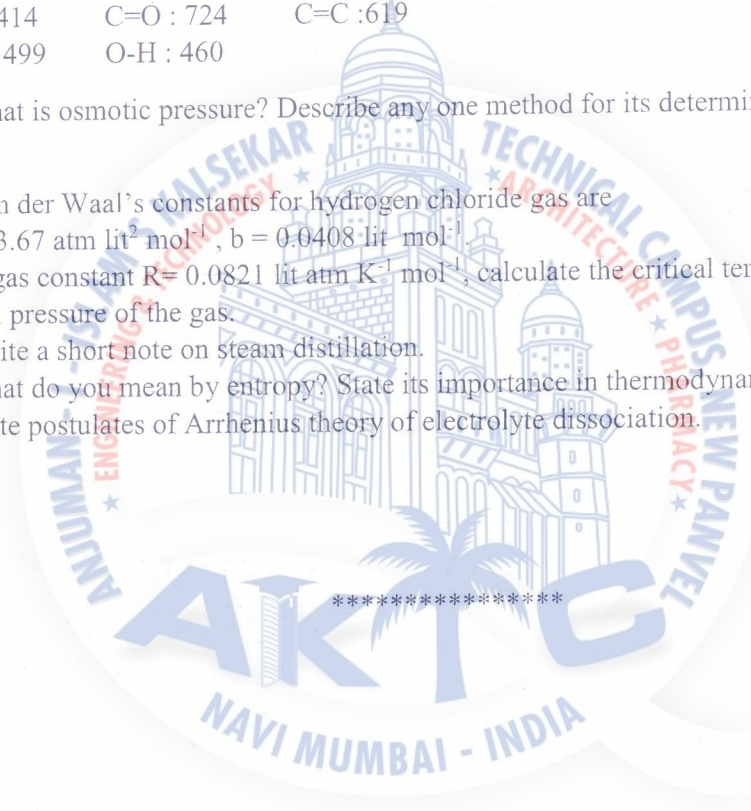 414 C=O : 724 C=C :619
499 O-H : 460
hat is osmotic pressure? Describe any one method for its determi
n der Waal's constants for hydrogen chloride gas are
3.67 atm lit² mol⁻¹ , b = 0.0408 lit mol⁻¹.
gas constant R= 0.0821 lit atm K⁻¹ mol⁻¹, calculate the critical ter
pressure of the gas.
ite a short note on steam distillation.
hat do you mean by entropy? State its importance in thermodynar
te postulates of Arrhenius theory of electrolyte dissociation.
****************
ANJUMAN - I - ISLAM'S KALSEKAR TECHNICAL CAMPUS NEW PANVEL
★ ENGINEERING & TECHNOLOGY ★ ★ ARCHITECTURE ★ PHARMACY ★
AKTC
NAVI MUMBAI - INDIA